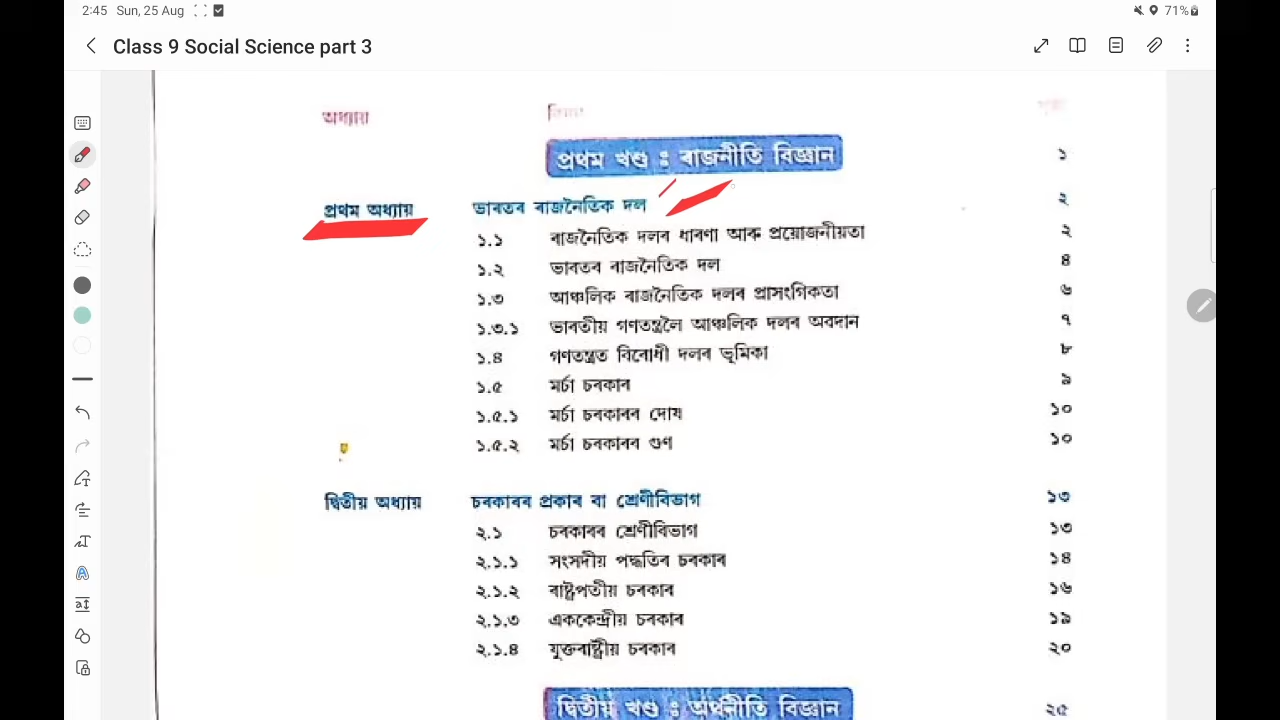 2:45 Sun, 25 Aug 71%
Class 9 Social Science part 3
অধ্যায়
প্ৰথম খণ্ড : ৰাজনীতি বিজ্ঞান ১
প্ৰথম অধ্যায় ভাৰতৰ ৰাজনৈতিক দল ২
১.১ ৰাজনৈতিক দলৰ ধাৰণা আৰু প্ৰয়োজনীয়তা ২
১.২ ভাৰতৰ ৰাজনৈতিক দল ৪
১.৩ আঞ্চলিক ৰাজনৈতিক দলৰ প্ৰাসংগিকতা ৬
১.৩.১ ভাৰতীয় গণতন্ত্ৰলৈ আঞ্চলিক দলৰ অবদান ৭
১.৪ গণতন্ত্ৰত বিৰোধী দলৰ ভূমিকা ৮
১.৫ মৰ্চা চৰকাৰ ৯
১.৫.১ মৰ্চা চৰকাৰৰ দোষ ১০
১.৫.২ মৰ্চা চৰকাৰৰ গুণ ১০
দ্বিতীয় অধ্যায় চৰকাৰৰ প্ৰকাৰ বা শ্ৰেণীবিভাগ ১৩
২.১ চৰকাৰৰ শ্ৰেণীবিভাগ ১৩
২.১.১ সংসদীয় পদ্ধতিৰ চৰকাৰ ১৪
২.১.২ ৰাষ্ট্ৰপতীয় চৰকাৰ ১৬
২.১.৩ এককেন্দ্ৰীয় চৰকাৰ ১৯
২.১.৪ যুক্তৰাষ্ট্ৰীয় চৰকাৰ ২০
দ্বিতীয় খণ্ড : অৰ্থনীতি বিজ্ঞান ২৫